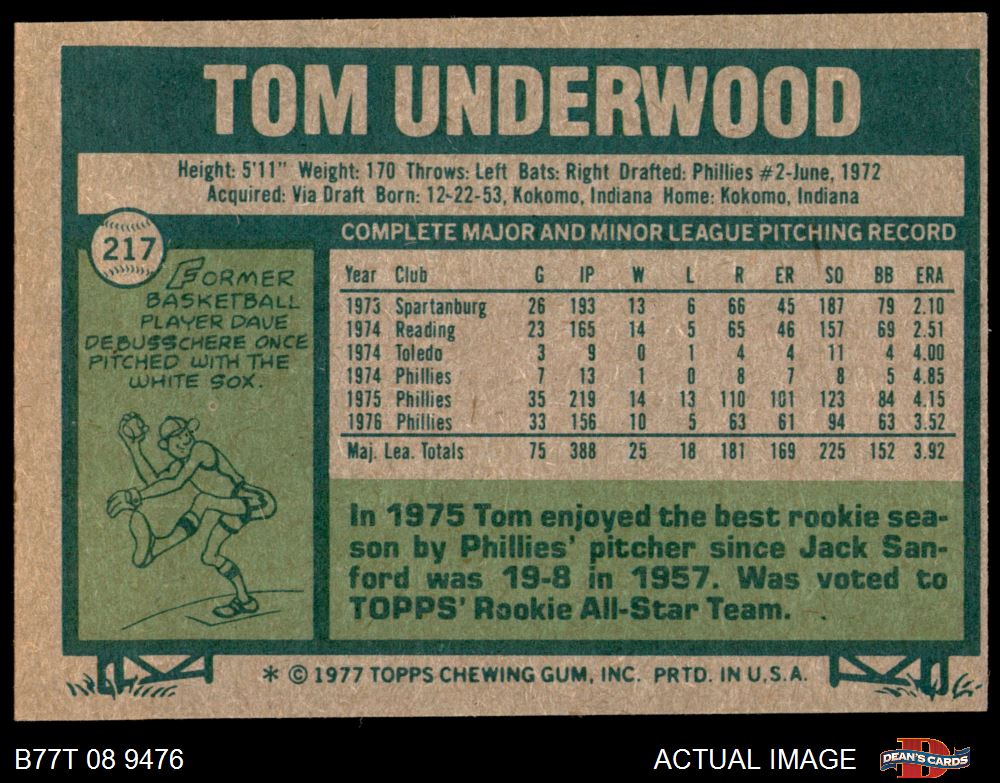 TOM UNDERWOOD
Height: 5'11" Weight: 170 Throws: Left Bats: Right Drafted: Phillies #2-June, 1972
Acquired: Via Draft Born: 12-22-53, Kokomo, Indiana Home: Kokomo, Indiana
217
FORMER
BASKETBALL
PLAYER DAVE
DEBUSSCHERE ONCE
PITCHED WITH THE
WHITE SOX.
COMPLETE MAJOR AND MINOR LEAGUE PITCHING RECORD
Year Club G IP W L R ER SO BB ERA
1973 Spartanburg 26 193 13 6 66 45 187 79 2.10
1974 Reading 23 165 14 5 65 46 157 69 2.51
1974 Toledo 3 9 0 1 4 4 11 4 4.00
1974 Phillies 7 13 1 0 8 7 8 5 4.85
1975 Phillies 35 219 14 13 110 101 123 84 4.15
1976 Phillies 33 156 10 5 63 61 94 63 3.52
Maj. Lea. Totals 75 388 25 18 181 169 225 152 3.92
In 1975 Tom enjoyed the best rookie sea-
son by Phillies' pitcher since Jack San-
ford was 19-8 in 1957. Was voted to
TOPPS' Rookie All-Star Team.
* © 1977 TOPPS CHEWING GUM, INC. PRTD. IN U.S.A.
B77T 08 9476
ACTUAL IMAGE
DEAN'S CARDS